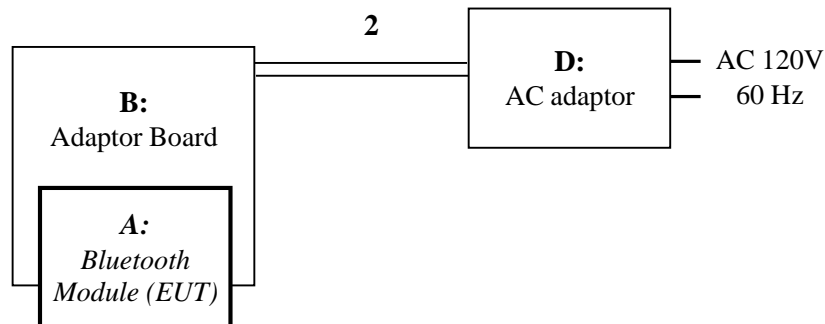 2
B:
Adaptor Board
D:
AC adaptor
AC 120V
60 Hz
A:
Bluetooth
Module (EUT)